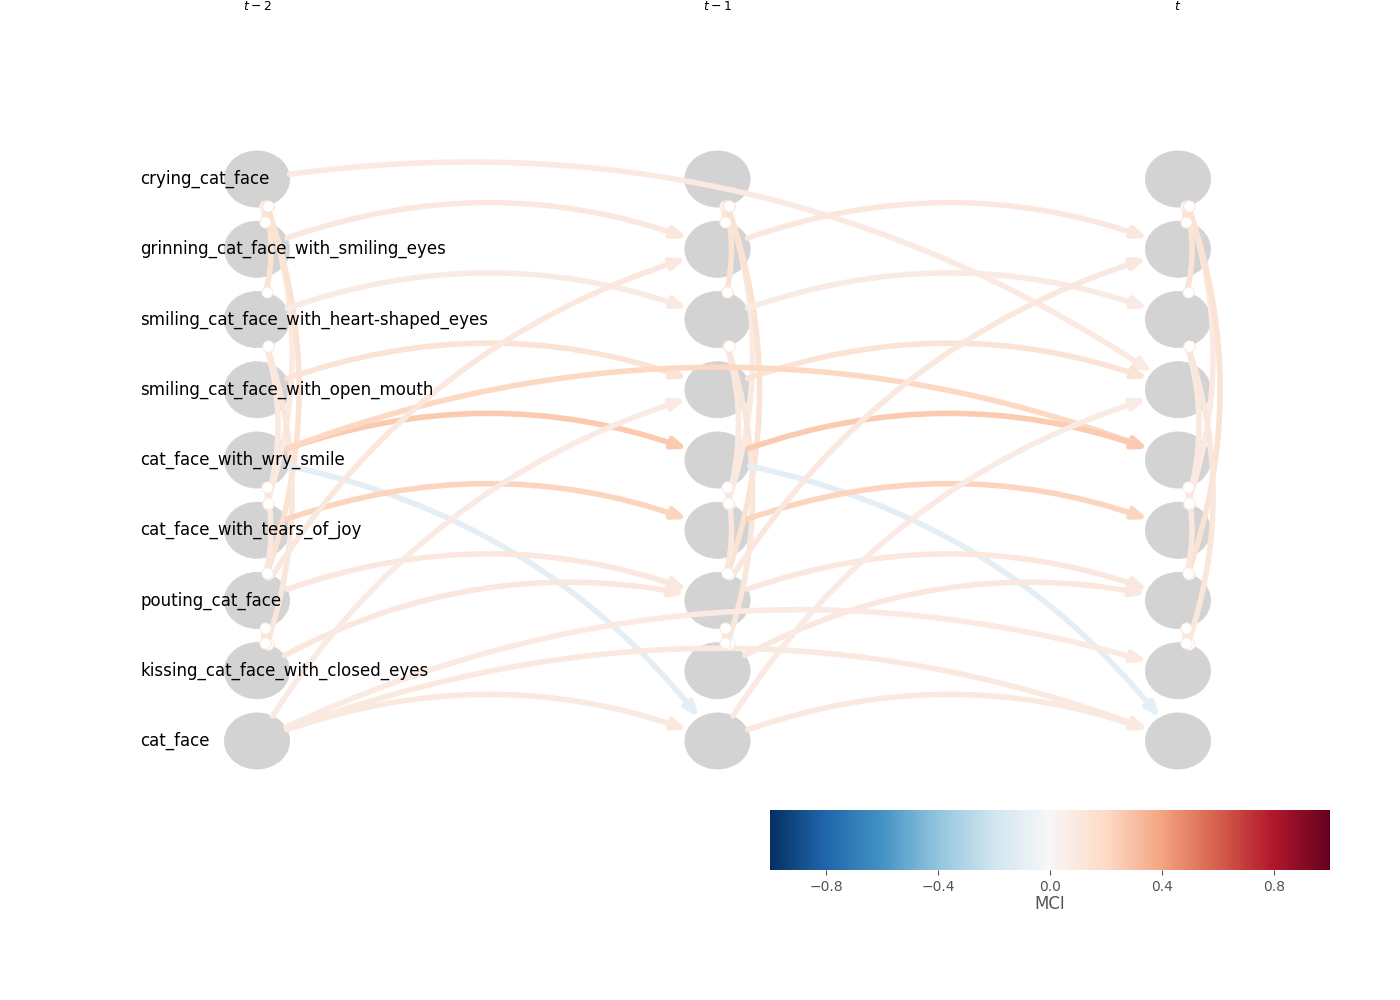 t − 2
t − 1
t
crying_cat_face
grinning_cat_face_with_smiling_eyes
smiling_cat_face_with_heart-shaped_eyes
smiling_cat_face_with_open_mouth
cat_face_with_wry_smile
cat_face_with_tears_of_joy
pouting_cat_face
kissing_cat_face_with_closed_eyes
cat_face
−0.8
−0.4
0.0
0.4
0.8
MCI